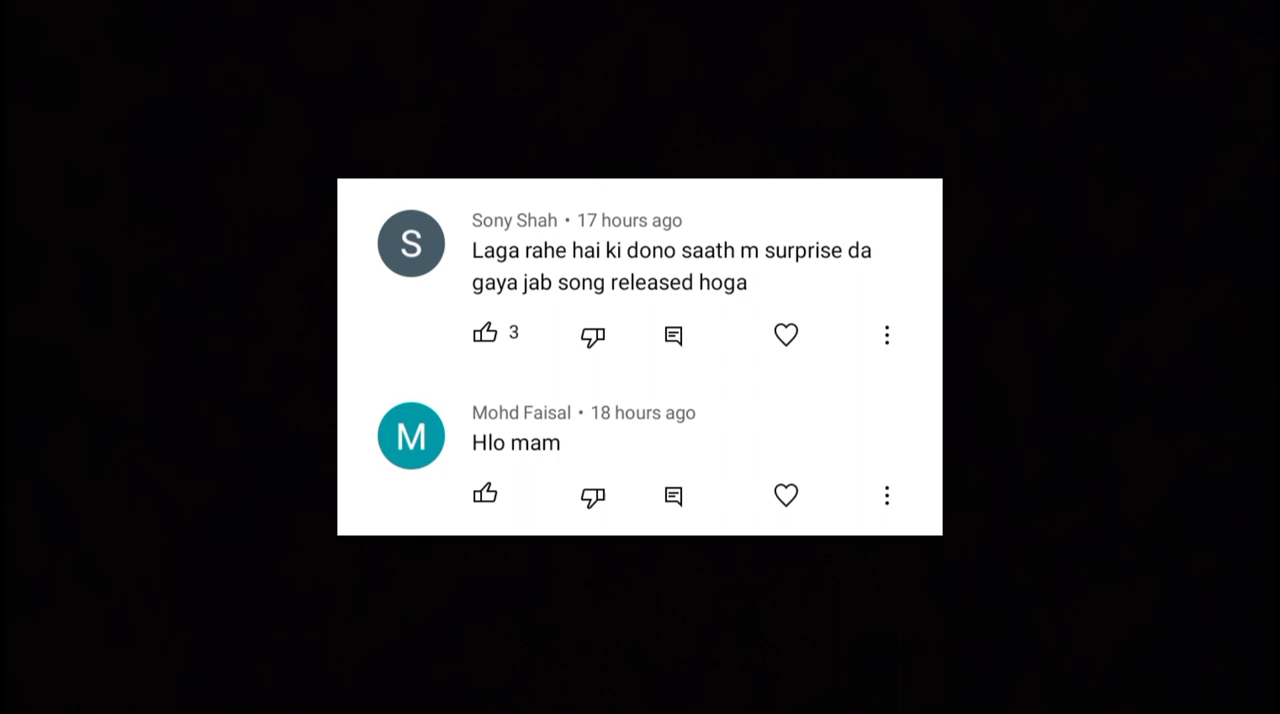 S
Sony Shah • 17 hours ago
Laga rahe hai ki dono saath m surprise da
gaya jab song released hoga
3
M
Mohd Faisal • 18 hours ago
Hlo mam